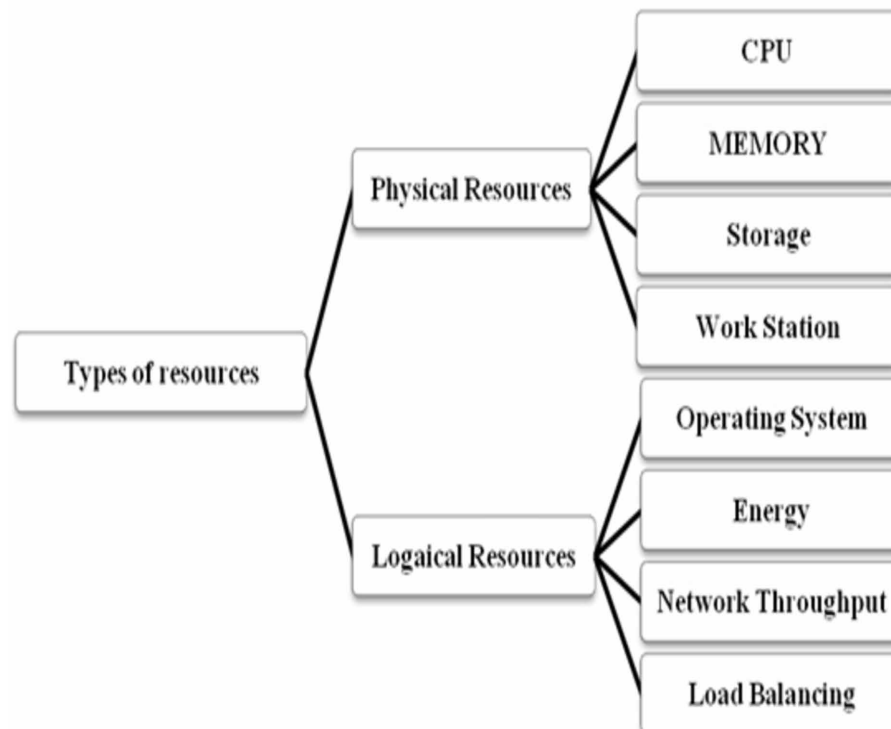 Types of resources
Physical Resources
CPU
MEMORY
Storage
Work Station
Logaical Resources
Operating System
Energy
Network Throughput
Load Balancing